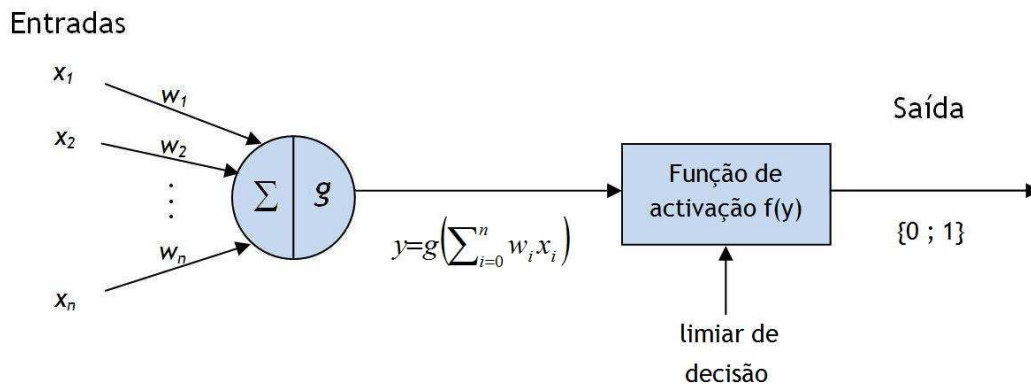 Entradas
x1
w1
x2
w2
⋮
wn
xn
Σ g
y=g(∑_{i=0}^{n} w_i x_i)
Função de
activação f(y)
limiar de
decisão
Saída
{0 ; 1}